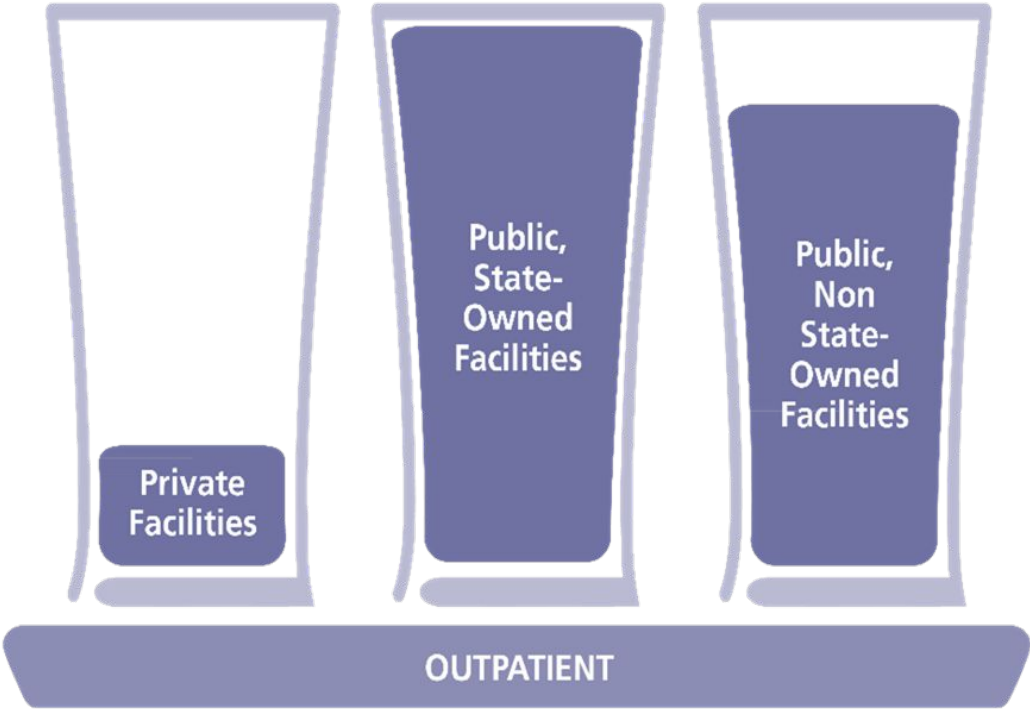 Private
Facilities
Public,
State-
Owned
Facilities
Public,
Non
State-
Owned
Facilities
OUTPATIENT